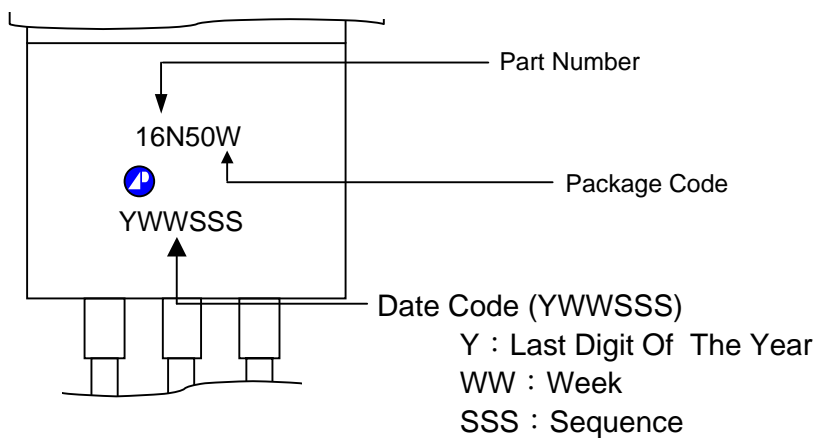 Part Number
16N50W
Package Code
YWWSSS
Date Code (YWWSSS)
Y：Last Digit Of The Year
WW：Week
SSS：Sequence